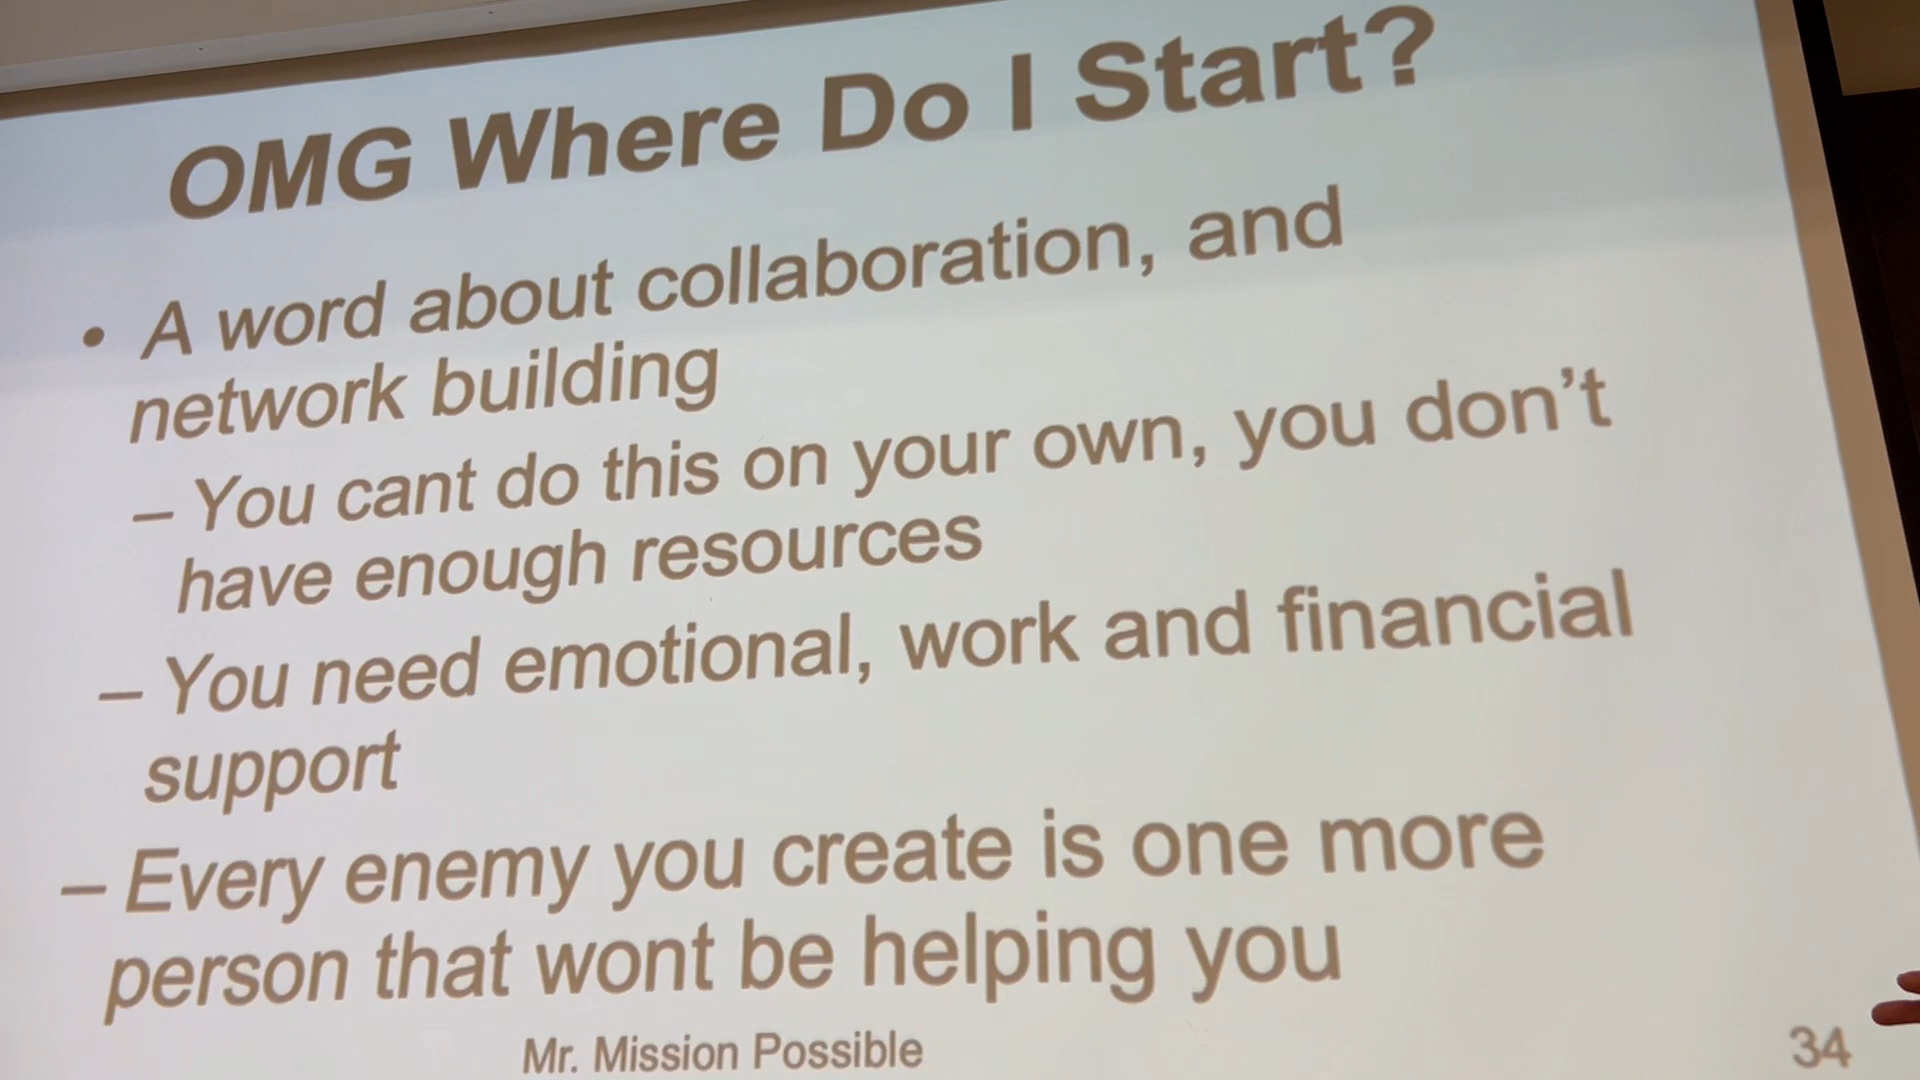 OMG Where Do I Start?
• A word about collaboration, and
network building
– You cant do this on your own, you don’t
have enough resources
– You need emotional, work and financial
support
– Every enemy you create is one more
person that wont be helping you
Mr. Mission Possible
34